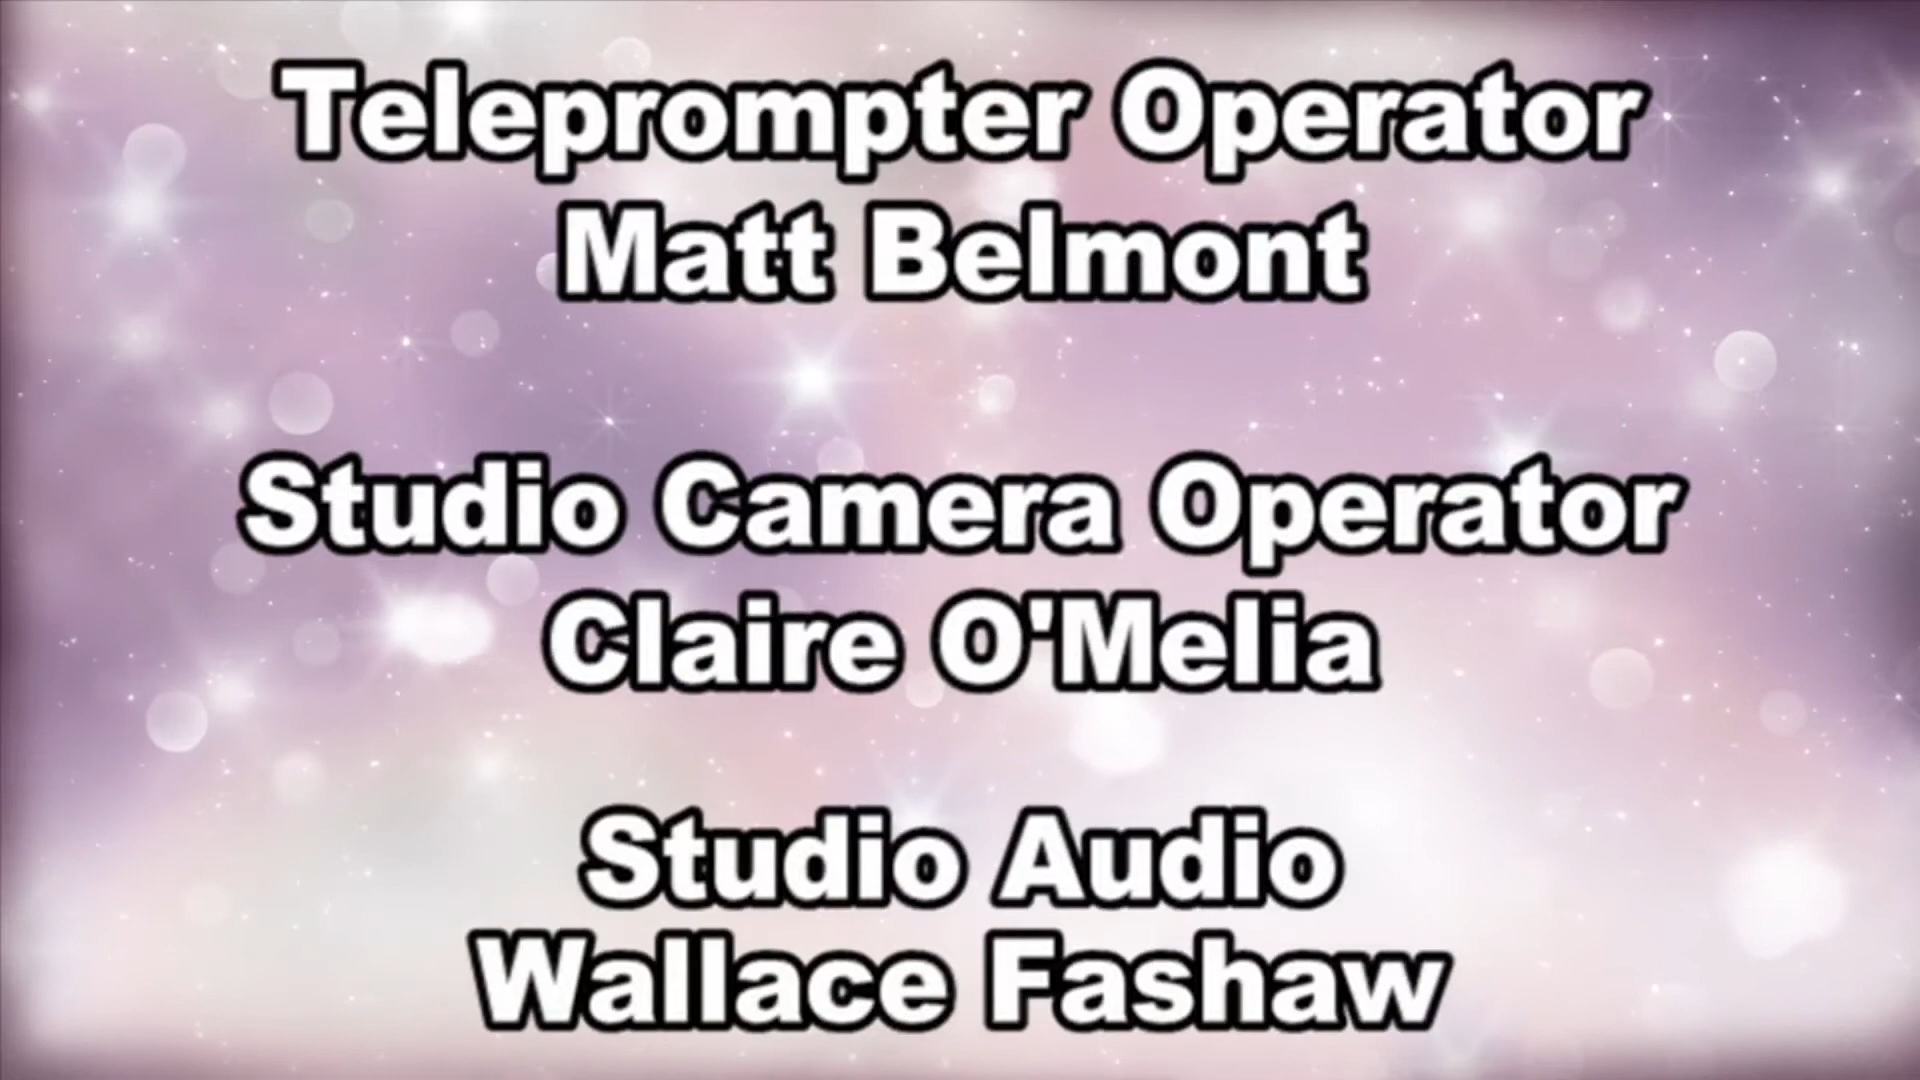 Teleprompter Operator
Matt Belmont
Studio Camera Operator
Claire O'Melia
Studio Audio
Wallace Fashaw